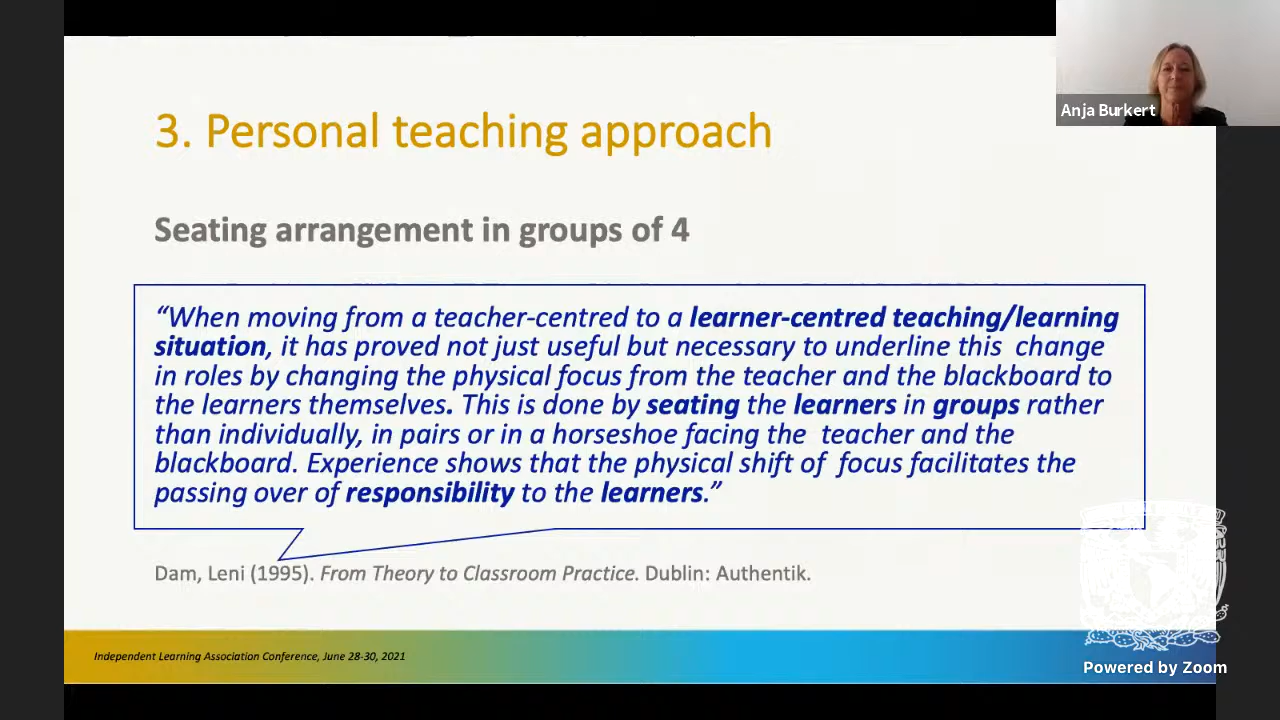 Anja Burkert
3. Personal teaching approach
Seating arrangement in groups of 4
“When moving from a teacher-centred to a learner-centred teaching/learning
situation, it has proved not just useful but necessary to underline this change
in roles by changing the physical focus from the teacher and the blackboard to
the learners themselves. This is done by seating the learners in groups rather
than individually, in pairs or in a horseshoe facing the teacher and the
blackboard. Experience shows that the physical shift of focus facilitates the
passing over of responsibility to the learners.”
Dam, Leni (1995). From Theory to Classroom Practice. Dublin: Authentik.
Independent Learning Association Conference, June 28-30, 2021
Powered by Zoom